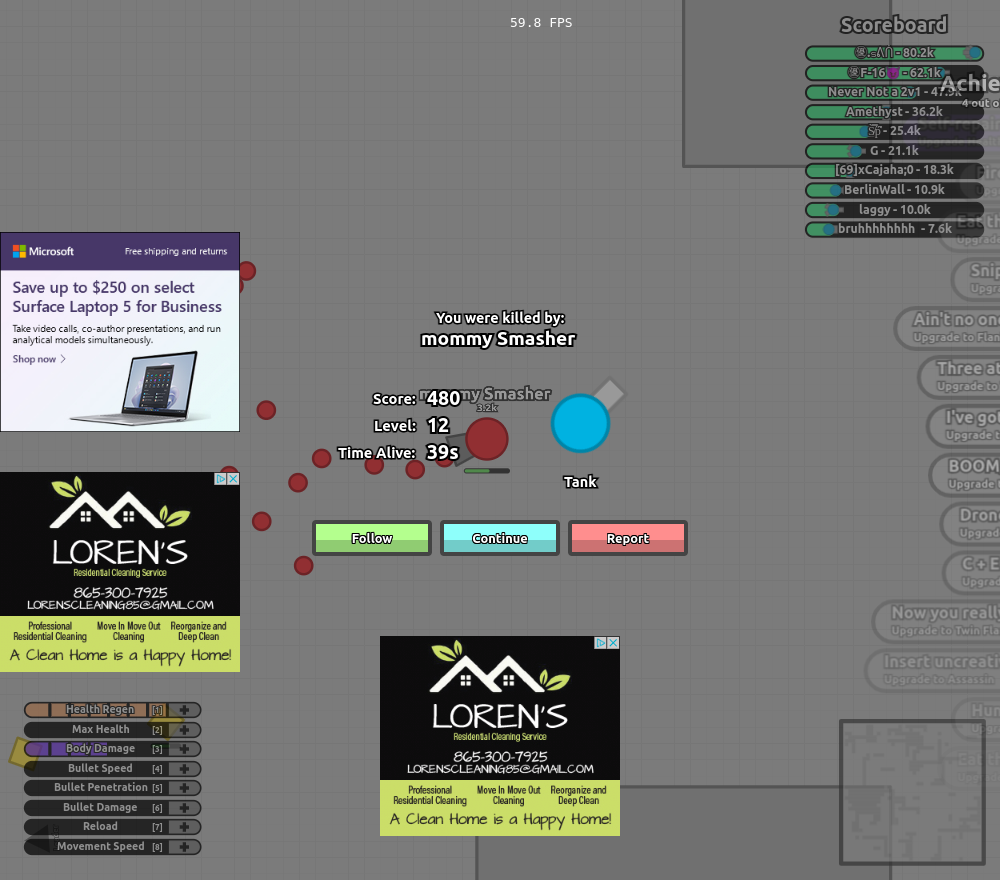 59.8 FPS
Scoreboard
- 80.2k
F-16 - 62.1k
Never Not a 2v1 - 47.9k
Achie
Amethyst - 36.2k
4 out o
Sp - 25.4k
G - 21.1k
[69]xCajaha;0 - 18.3k
BerlinWall - 10.9k
laggy - 10.0k
bruhhhhhhhh - 7.6k
Eat th
Upgra
Snip
Upgra
Ain't no one
Upgrade to Flan
Three at
Upgrade to
I've got
Upgrade t
BOOM
Upgrade
Dron
Upgrad
C + E
Upgra
Now you really
Upgrade to Twin Fla
Insert uncreati
Upgrade to Assassin
Hun
Upgra
Microsoft
Free shipping and returns
Save up to $250 on select
Surface Laptop 5 for Business
Take video calls, co-author presentations, and run
analytical models simultaneously.
Shop now >
You were killed by:
mommy Smasher
mommy Smasher
3.2k
Score: 480
Level: 12
Time Alive: 39s
Tank
Follow
Continue
Report
LOREN'S
Residential Cleaning Service
865-300-7925
LORENSCLEANING85@GMAIL.COM
Professional
Residential Cleaning
Move In Move Out
Cleaning
Reorganize and
Deep Clean
A Clean Home is a Happy Home!
Health Regen [1]
Max Health [2]
Body Damage [3]
Bullet Speed [4]
Bullet Penetration [5]
Bullet Damage [6]
Reload [7]
Movement Speed [8]
LOREN'S
Residential Cleaning Service
865-300-7925
LORENSCLEANING85@GMAIL.COM
Professional
Residential Cleaning
Move In Move Out
Cleaning
Reorganize and
Deep Clean
A Clean Home is a Happy Home!